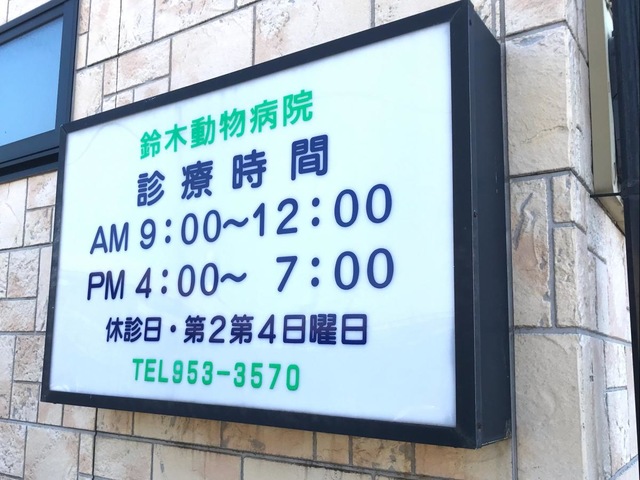 鈴木動物病院
診療時間
AM 9:00～12:00
PM 4:00～ 7:00
休診日・第2第4日曜日
TEL953-3570